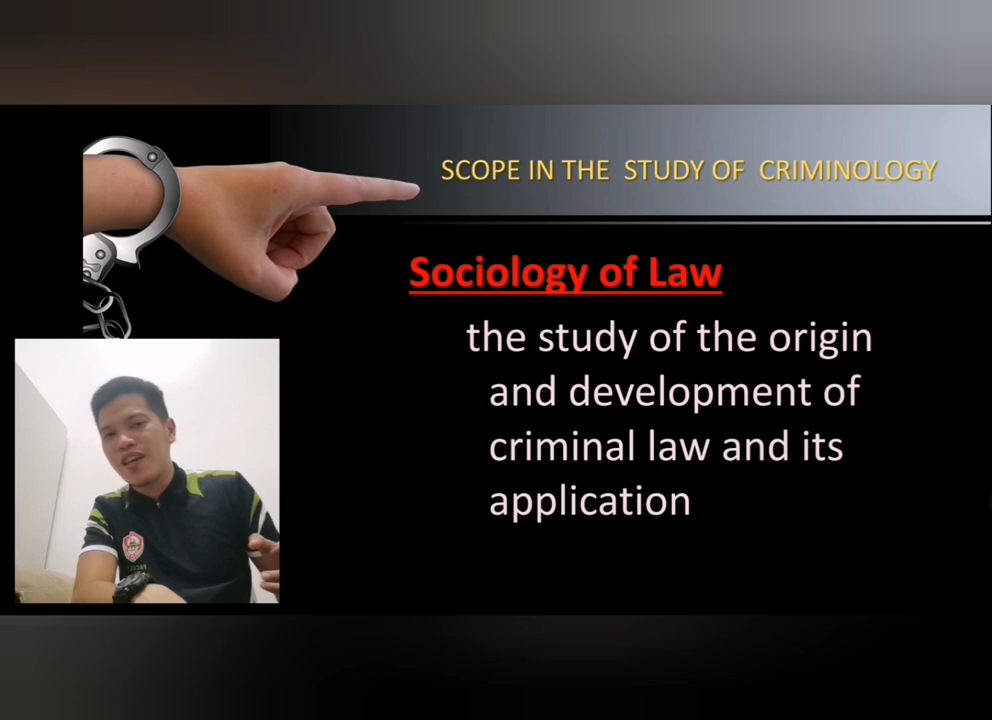 SCOPE IN THE STUDY OF CRIMINOLOGY
Sociology of Law
the study of the origin
and development of
criminal law and its
application